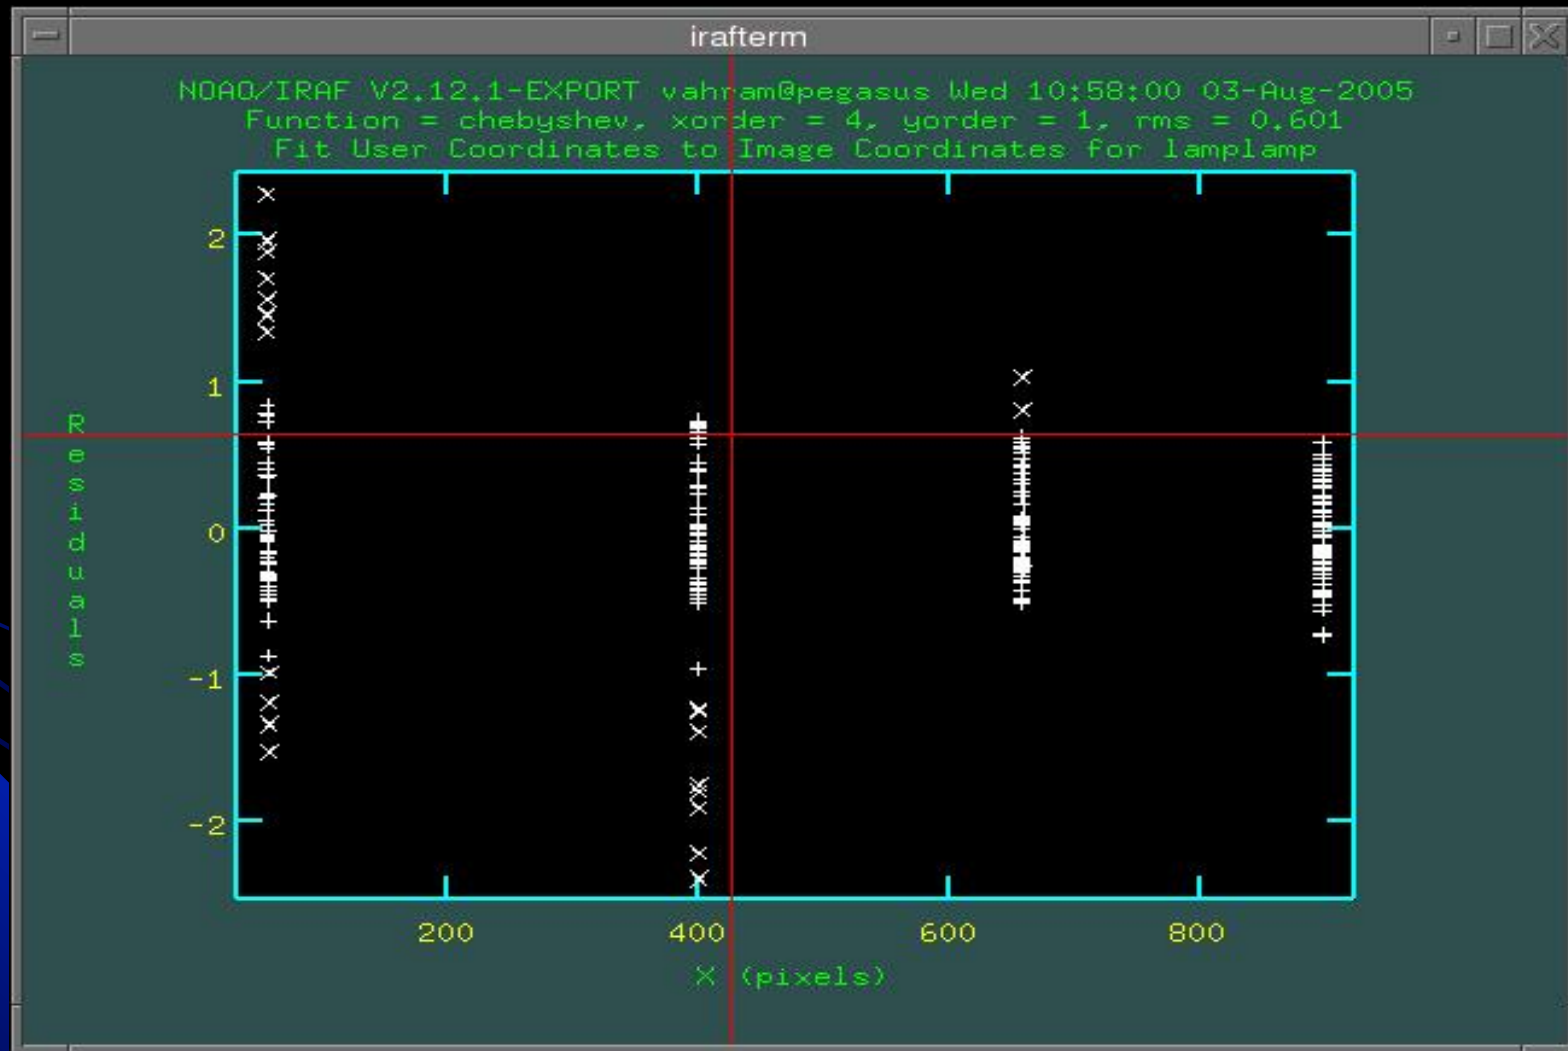 irafterm
NOAO/IRAF V2.12.1-EXPORT vahram@pegasus Wed 10:58:00 03-Aug-2005
Function = chebyshev, xorder = 4, yorder = 1, rms = 0.601
Fit User Coordinates to Image Coordinates for lamplamp
2
1
0
-1
-2
Residuals
200 400 600 800
X (pixels)